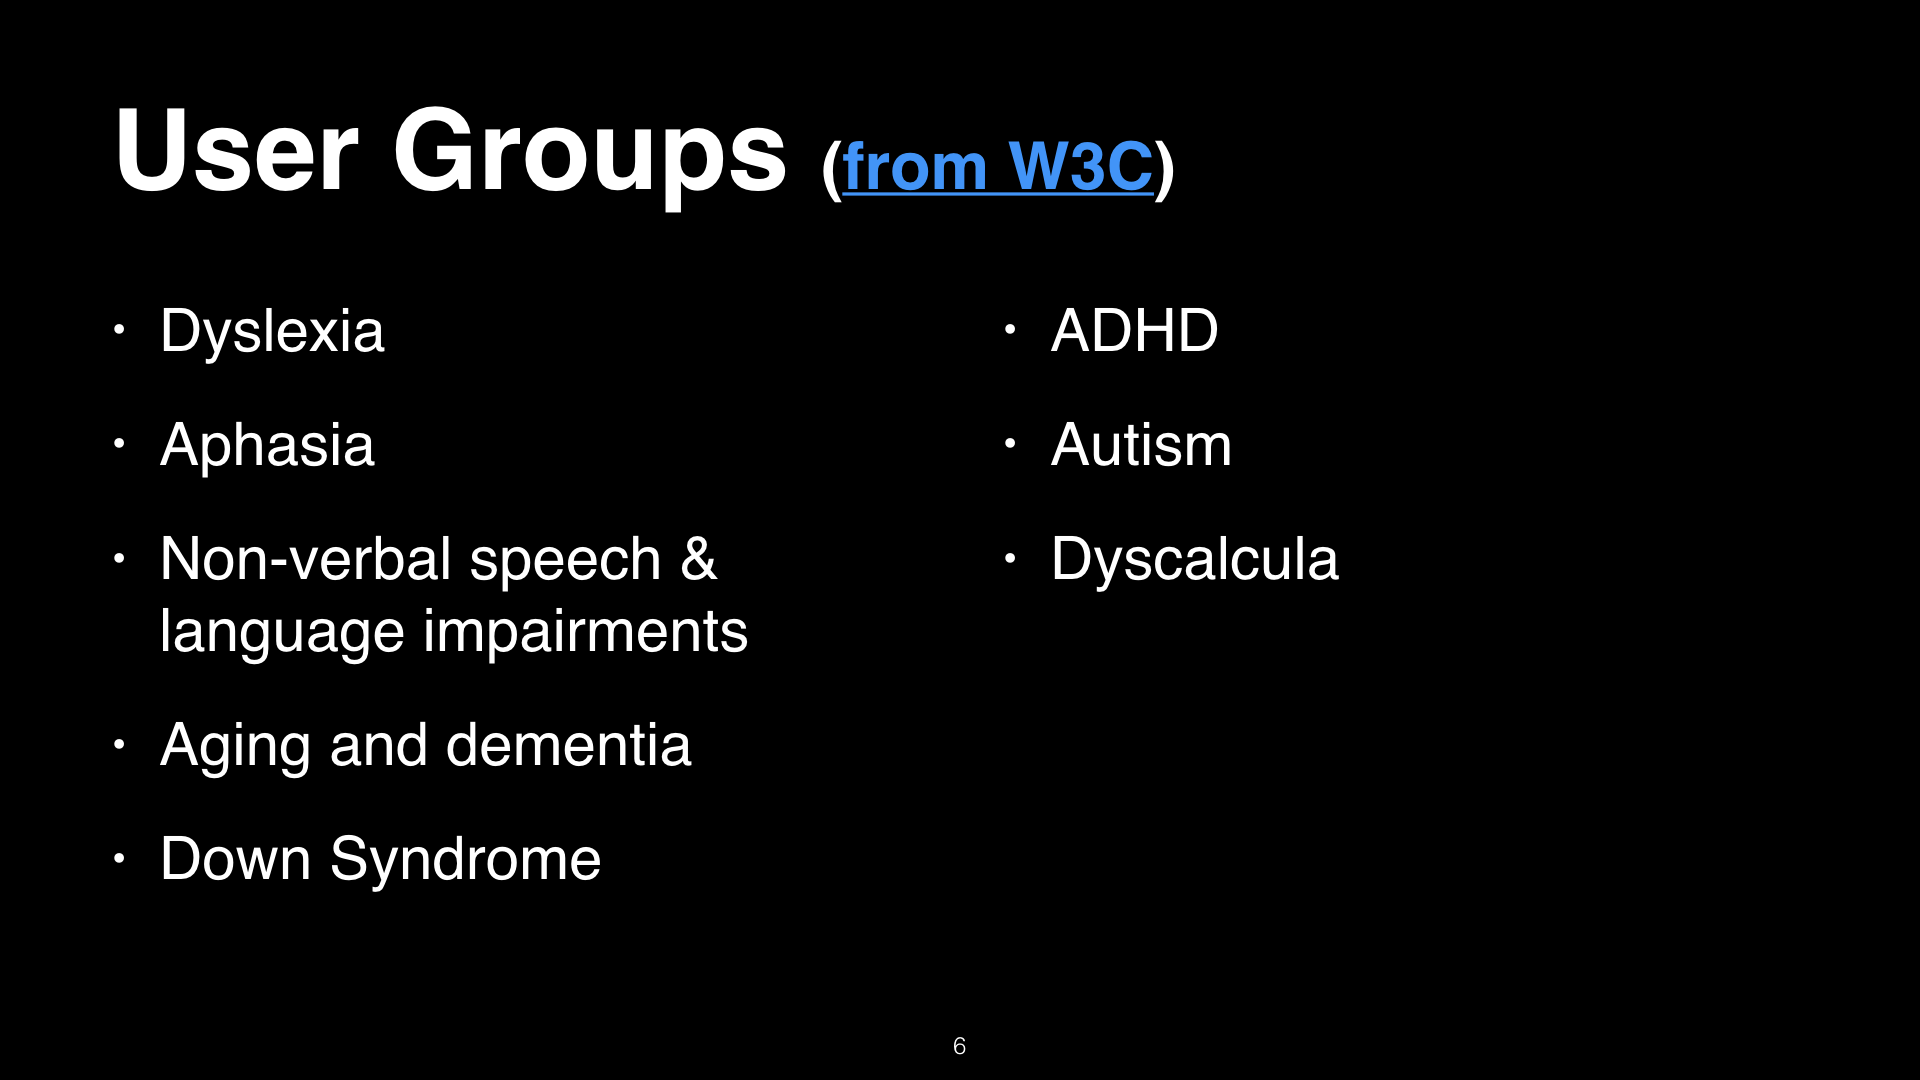 User Groups (from W3C)
• Dyslexia
• Aphasia
• Non-verbal speech &
language impairments
• Aging and dementia
• Down Syndrome
• ADHD
• Autism
• Dyscalcula
6